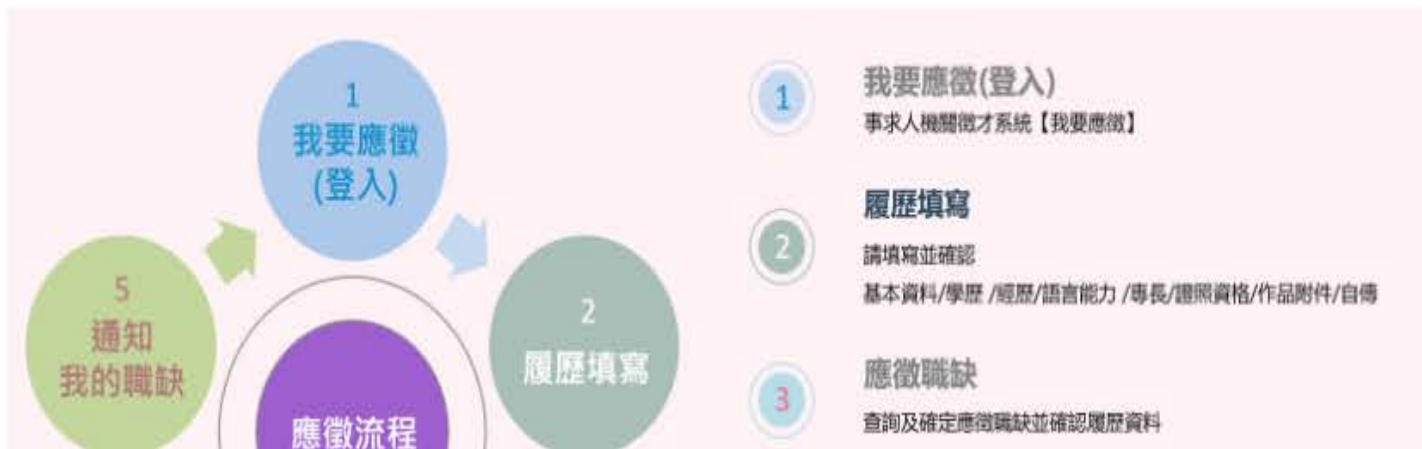 1
我要應徵
(登入)
5
通知
我的職缺
2
履歷填寫
應徵流程
1
我要應徵(登入)
事求人機關徵才系統【我要應徵】
2
履歷填寫
請填寫並確認
基本資料/學歷 /經歷/語言能力 /專長/證照資格/作品附件/自傳
3
應徵職缺
查詢及確定應徵職缺並確認履歷資料